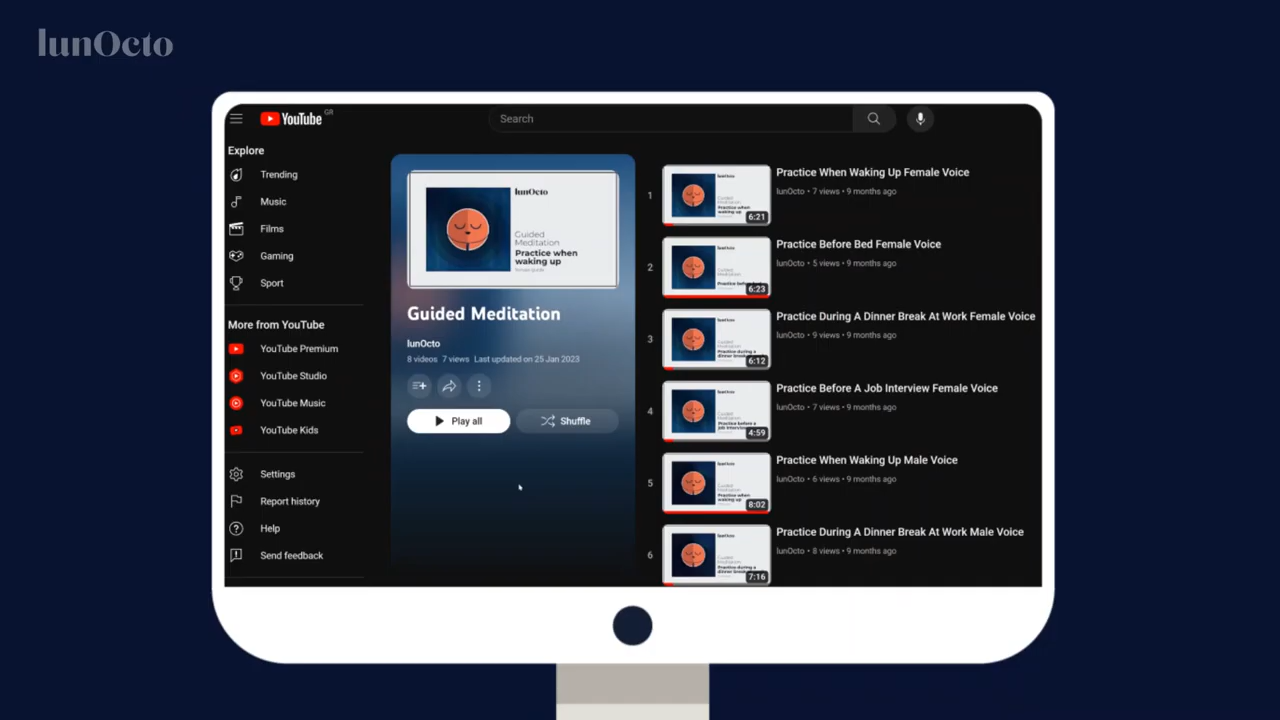 lunOcto
YouTube GR
Search
Explore
Trending
Music
Films
Gaming
Sport
More from YouTube
YouTube Premium
YouTube Studio
YouTube Music
YouTube Kids
Settings
Report history
Help
Send feedback
lunOcto
Guided
Meditation
Practice when
waking up
Guided Meditation
lunOcto
8 videos 7 views Last updated on 25 Jan 2023
Play all
Shuffle
1
6:21
Practice When Waking Up Female Voice
lunOcto • 7 views • 9 months ago
2
6:23
Practice Before Bed Female Voice
lunOcto • 5 views • 9 months ago
3
6:12
Practice During A Dinner Break At Work Female Voice
lunOcto • 9 views • 9 months ago
4
4:59
Practice Before A Job Interview Female Voice
lunOcto • 7 views • 9 months ago
5
8:02
Practice When Waking Up Male Voice
lunOcto • 6 views • 9 months ago
6
7:16
Practice During A Dinner Break At Work Male Voice
lunOcto • 8 views • 9 months ago